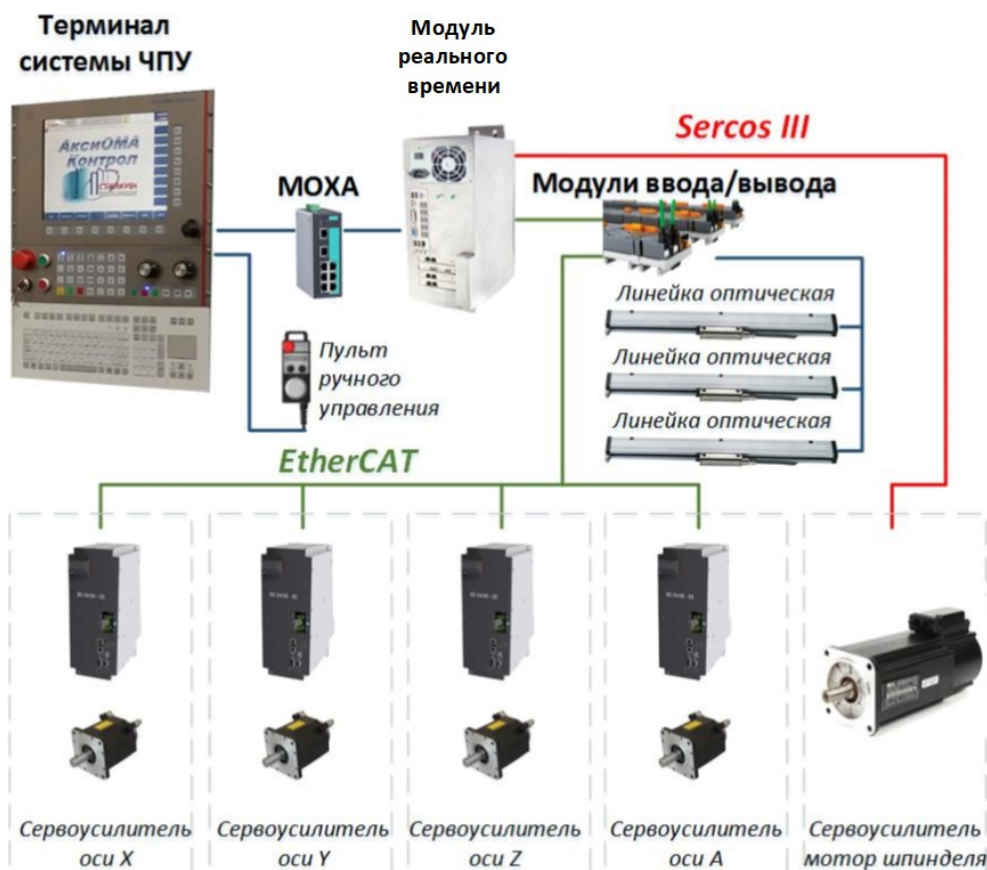 Терминал
системы ЧПУ
Модуль
реального
времени
АксиОМА
Контрол
MOXA
Sercos III
Модули ввода/вывода
Линейка оптическая
Линейка оптическая
Линейка оптическая
Пульт
ручного
управления
EtherCAT
Сервоусилитель
оси X
Сервоусилитель
оси Y
Сервоусилитель
оси Z
Сервоусилитель
оси A
Сервоусилитель
мотор шпинделя